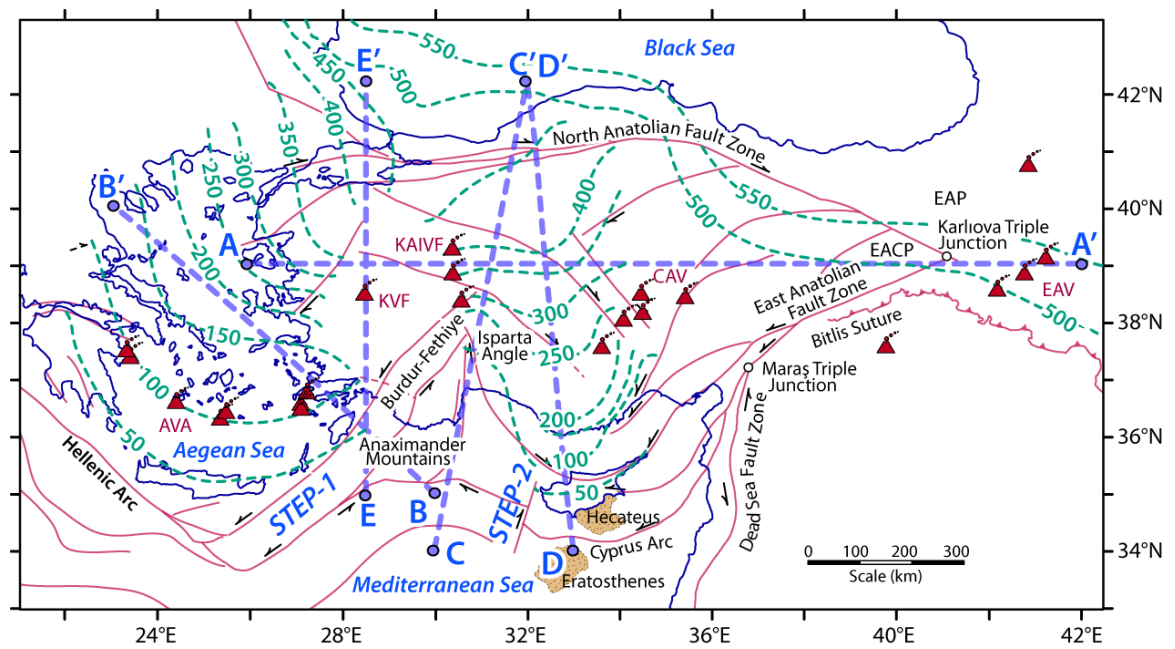 550
Black Sea
E′
C′
D′
450
500
42°N
400
350
North Anatolian Fault Zone
300
250
B′
400
550
EAP
40°N
500
Karlıova Triple
Junction
A
KAIVF
EACP
A′
200
CAV
East Anatolian
Fault Zone
EAV
KVF
300
500
38°N
150
Burdur-Fethiye
Isparta
Angle
250
Bitlis Suture
100
Maraş Triple
Junction
AVA
200
50
Aegean Sea
Anaximander
Mountains
100
36°N
Hellenic Arc
STEP-1
STEP-2
50
Dead Sea Fault Zone
E
B
Hecateus
C
D
Cyprus Arc
0
100
200
300
34°N
Mediterranean Sea
Eratosthenes
Scale (km)
24°E
28°E
32°E
36°E
40°E
42°E